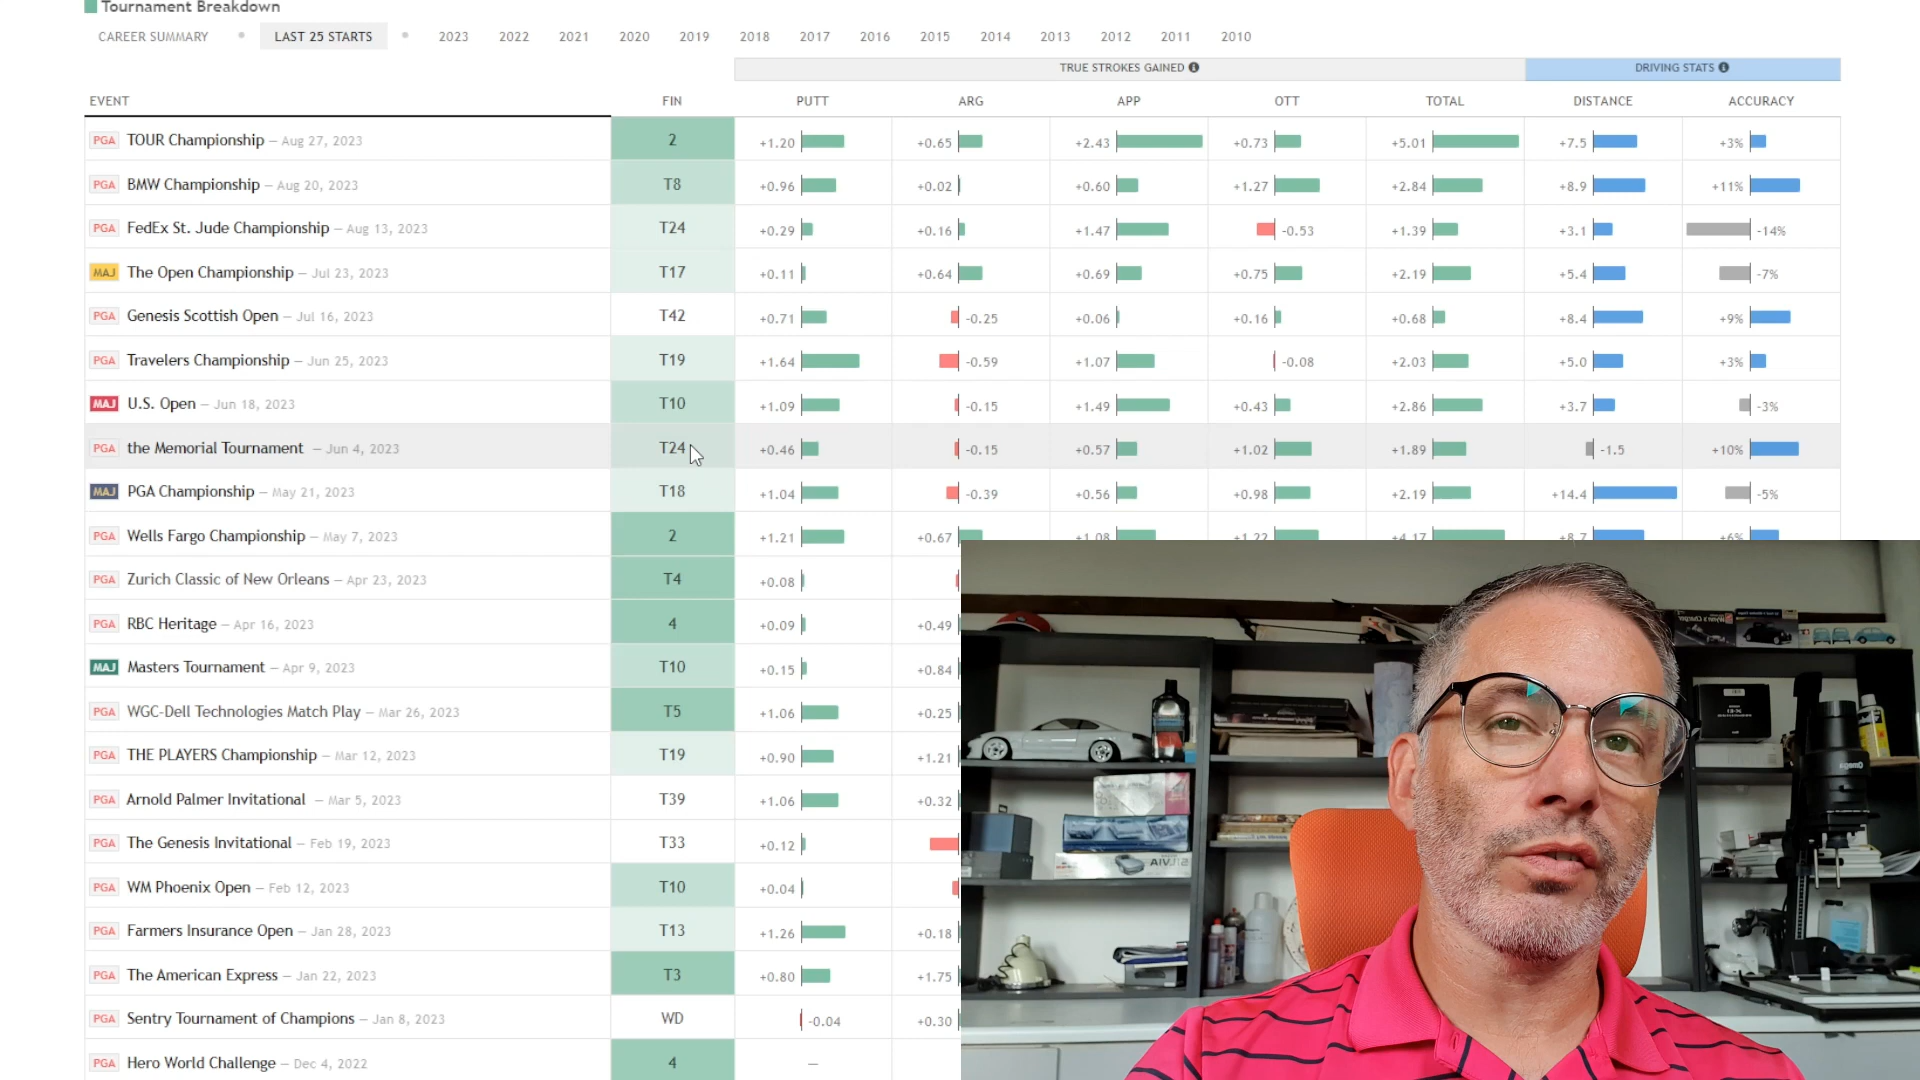 Tournament Breakdown
CAREER SUMMARY • LAST 25 STARTS • 2023 2022 2021 2020 2019 2018 2017 2016 2015 2014 2013 2012 2011 2010
TRUE STROKES GAINED DRIVING STATS
EVENT FIN PUTT ARG APP OTT TOTAL DISTANCE ACCURACY
PGA TOUR Championship – Aug 27, 2023 2 +1.20 +0.65 +2.43 +0.73 +5.01 +7.5 +3%
PGA BMW Championship – Aug 20, 2023 T8 +0.96 +0.02 +0.60 +1.27 +2.84 +8.9 +11%
PGA FedEx St. Jude Championship – Aug 13, 2023 T24 +0.29 +0.16 +1.47 -0.53 +1.39 +3.1 -14%
MAJ The Open Championship – Jul 23, 2023 T17 +0.11 +0.64 +0.69 +0.75 +2.19 +5.4 -7%
PGA Genesis Scottish Open – Jul 16, 2023 T42 +0.71 -0.25 +0.06 +0.16 +0.68 +8.4 +9%
PGA Travelers Championship – Jun 25, 2023 T19 +1.64 -0.59 +1.07 -0.08 +2.03 +5.0 +3%
MAJ U.S. Open – Jun 18, 2023 T10 +1.09 -0.15 +1.49 +0.43 +2.86 +3.7 -3%
PGA the Memorial Tournament – Jun 4, 2023 T24 +0.46 -0.15 +0.57 +1.02 +1.89 -1.5 +10%
MAJ PGA Championship – May 21, 2023 T18 +1.04 -0.39 +0.56 +0.98 +2.19 +14.4 -5%
PGA Wells Fargo Championship – May 7, 2023 2 +1.21 +0.67 +1.08 +1.22 +4.17 +8.7 +6%
PGA Zurich Classic of New Orleans – Apr 23, 2023 T4 +0.08
PGA RBC Heritage – Apr 16, 2023 4 +0.09 +0.49
MAJ Masters Tournament – Apr 9, 2023 T10 +0.15 +0.84
PGA WGC-Dell Technologies Match Play – Mar 26, 2023 T5 +1.06 +0.25
PGA THE PLAYERS Championship – Mar 12, 2023 T19 +0.90 +1.21
PGA Arnold Palmer Invitational – Mar 5, 2023 T39 +1.06 +0.32
PGA The Genesis Invitational – Feb 19, 2023 T33 +0.12
PGA WM Phoenix Open – Feb 12, 2023 T10 +0.04
PGA Farmers Insurance Open – Jan 28, 2023 T13 +1.26 +0.18
PGA The American Express – Jan 22, 2023 T3 +0.80 +1.75
PGA Sentry Tournament of Champions – Jan 8, 2023 WD -0.04 +0.30
PGA Hero World Challenge – Dec 4, 2022 4 –
SILVIA
Omega